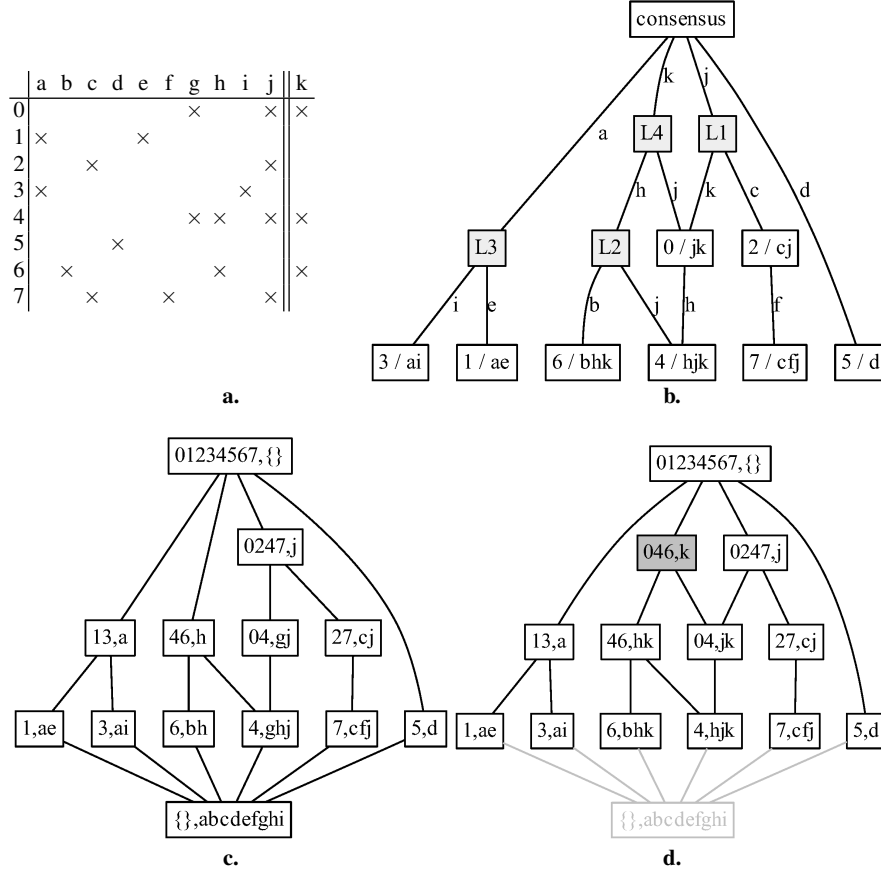 a b c d e f g h i j k
0 × × ×
1 × ×
2 × ×
3 × ×
4 × × × ×
5 ×
6 × × ×
7 × × ×
a.
consensus
k j
a
L4 L1
h j k c d
L3 L2 0 / jk 2 / cj
i e b j h f
3 / ai 1 / ae 6 / bhk 4 / hjk 7 / cfj 5 / d
b.
01234567,{}
0247,j
13,a 46,h 04,gj 27,cj
1,ae 3,ai 6,bh 4,ghj 7,cfj 5,d
{},abcdefghi
c.
01234567,{}
046,k 0247,j
13,a 46,hk 04,jk 27,cj
1,ae 3,ai 6,bhk 4,hjk 7,cfj 5,d
{},abcdefghi
d.